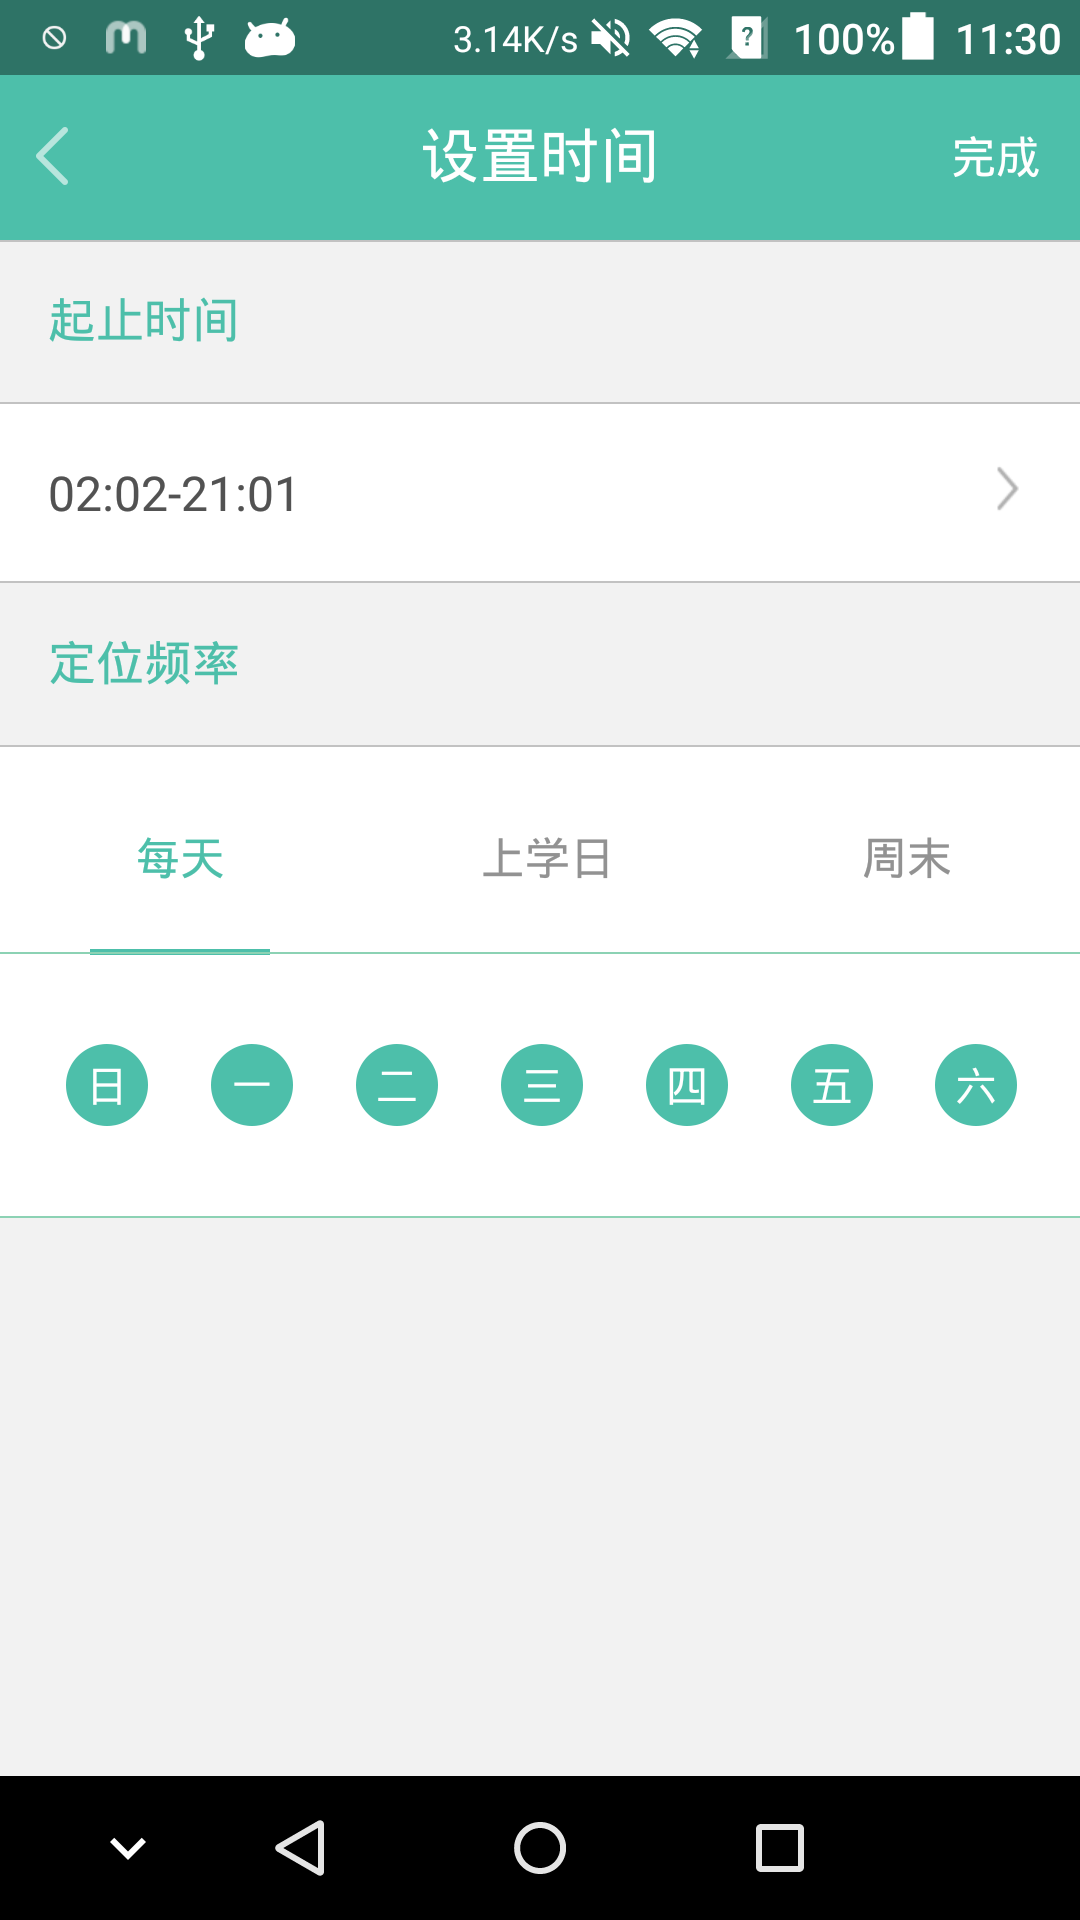 3.14K/s 100% 11:30
设置时间 完成
起止时间
02:02-21:01
定位频率
每天 上学日 周末
日 一 二 三 四 五 六